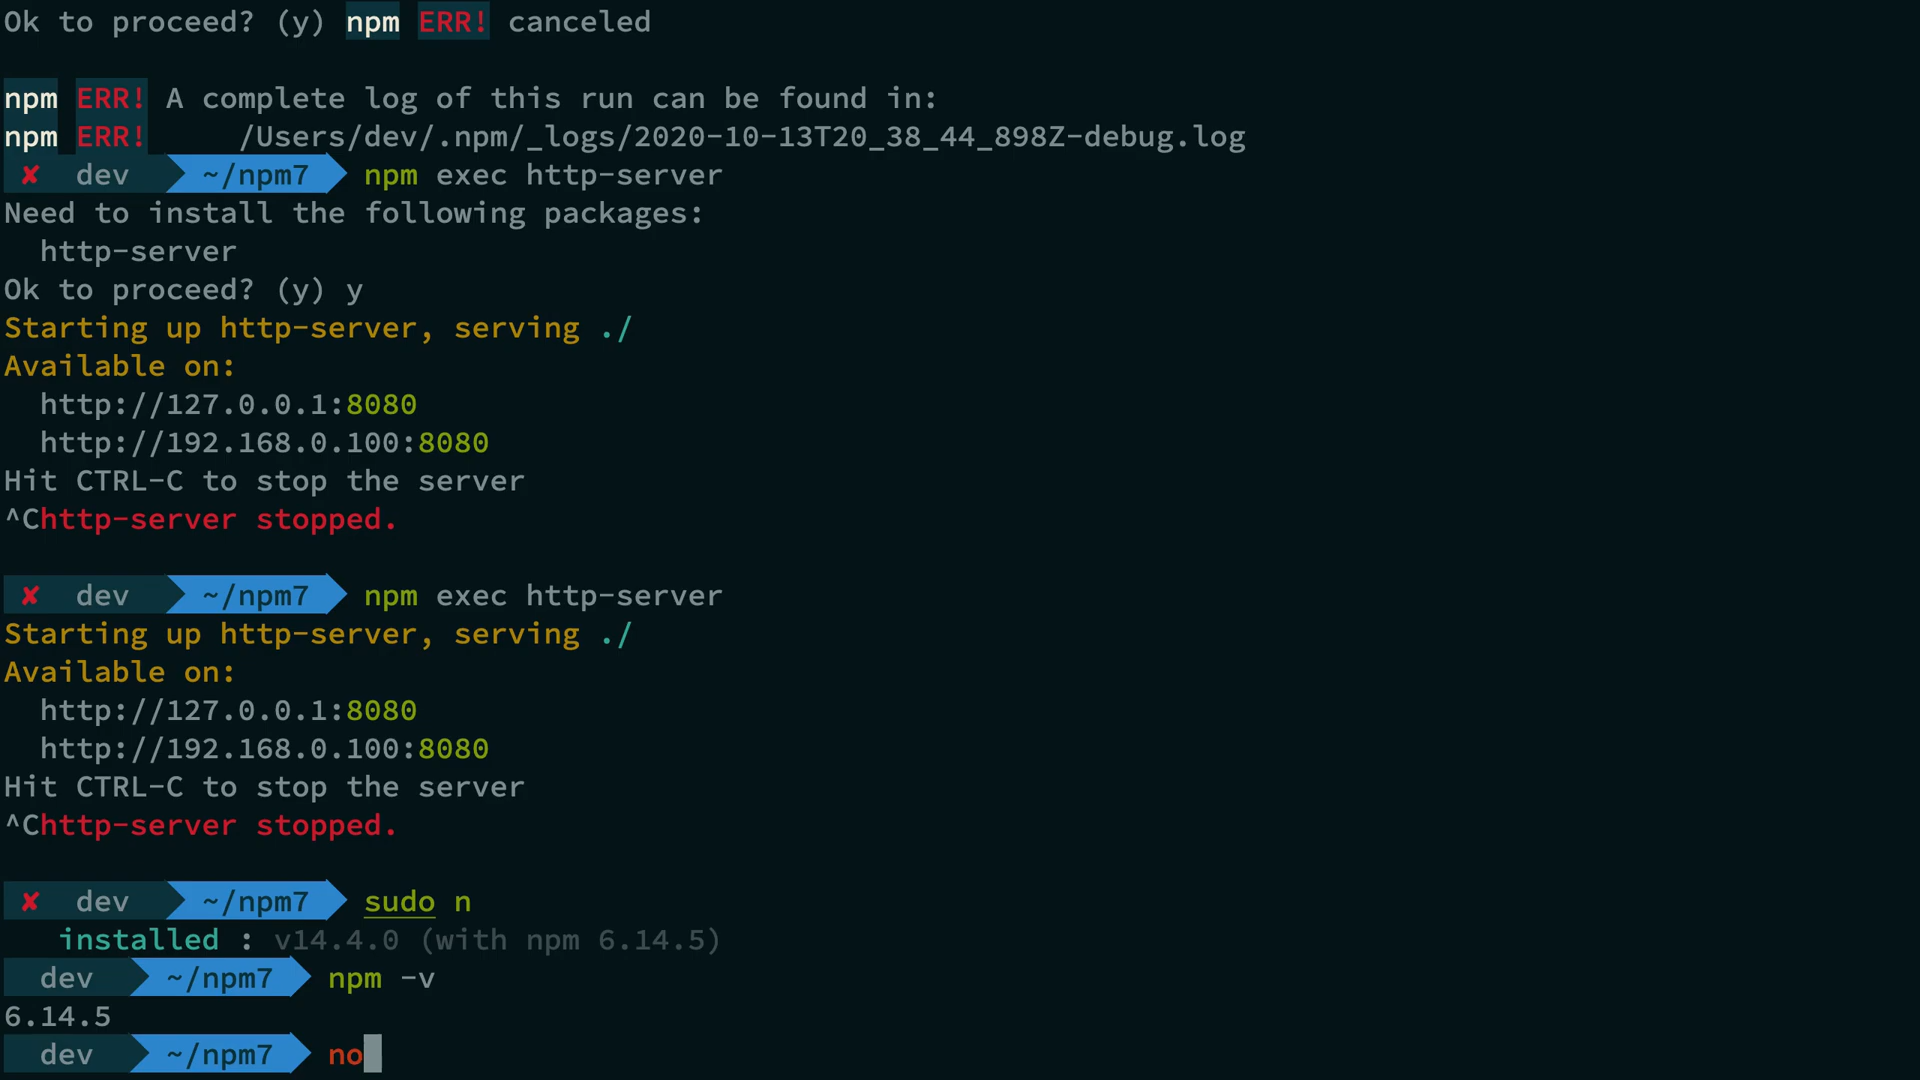 Ok to proceed? (y) npm ERR! canceled
npm ERR! A complete log of this run can be found in:
npm ERR!     /Users/dev/.npm/_logs/2020-10-13T20_38_44_898Z-debug.log
✘ dev ~/npm7 npm exec http-server
Need to install the following packages:
  http-server
Ok to proceed? (y) y
Starting up http-server, serving ./
Available on:
  http://127.0.0.1:8080
  http://192.168.0.100:8080
Hit CTRL-C to stop the server
^Chttp-server stopped.
✘ dev ~/npm7 npm exec http-server
Starting up http-server, serving ./
Available on:
  http://127.0.0.1:8080
  http://192.168.0.100:8080
Hit CTRL-C to stop the server
^Chttp-server stopped.
✘ dev ~/npm7 sudo n
   installed : v14.4.0 (with npm 6.14.5)
dev ~/npm7 npm -v
6.14.5
dev ~/npm7 no